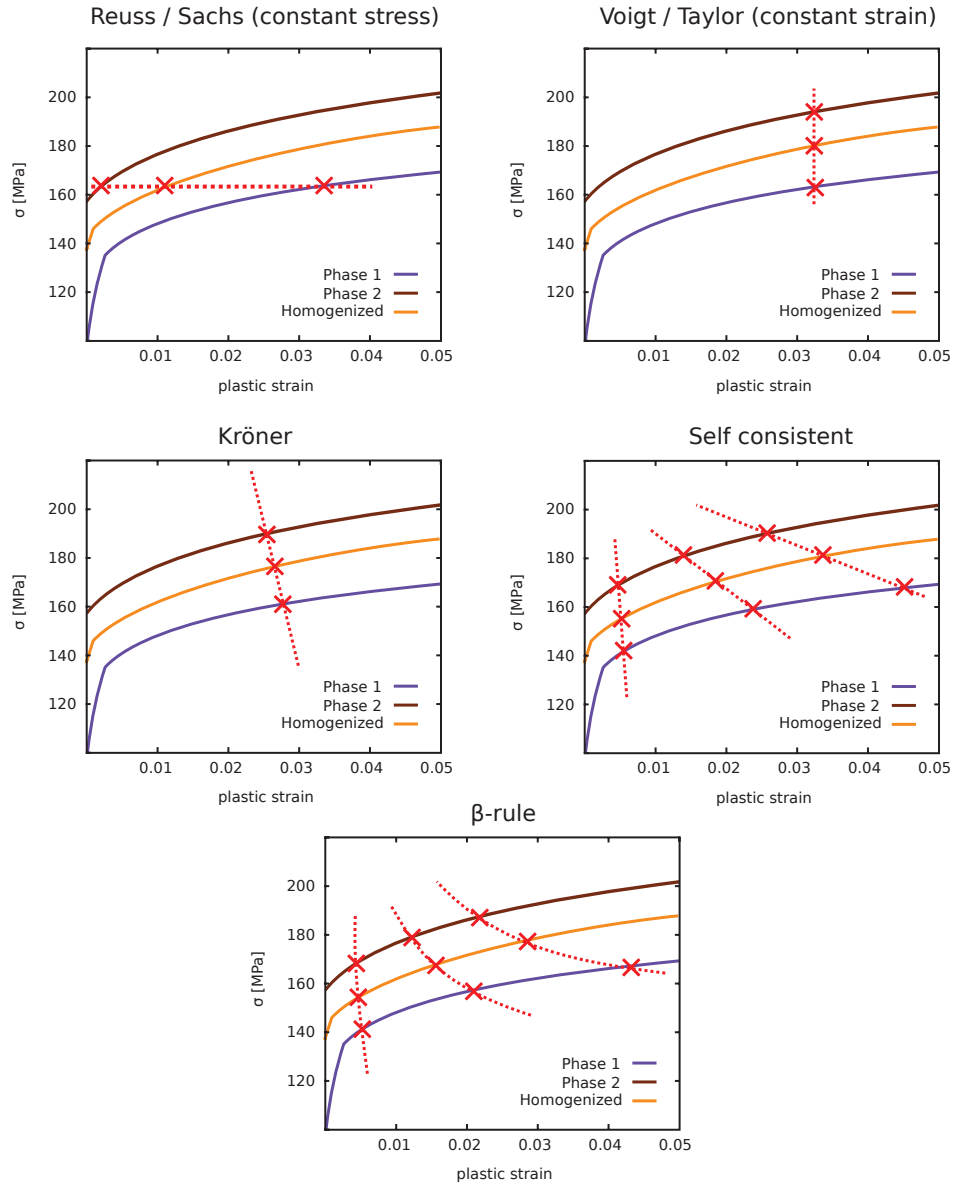 Reuss / Sachs (constant stress)
200
180
160
140
120
σ [MPa]
Phase 1
Phase 2
Homogenized
0.01 0.02 0.03 0.04 0.05
plastic strain
Voigt / Taylor (constant strain)
200
180
160
140
120
σ [MPa]
Phase 1
Phase 2
Homogenized
0.01 0.02 0.03 0.04 0.05
plastic strain
Kröner
200
180
160
140
120
σ [MPa]
Phase 1
Phase 2
Homogenized
0.01 0.02 0.03 0.04 0.05
plastic strain
Self consistent
200
180
160
140
120
σ [MPa]
Phase 1
Phase 2
Homogenized
0.01 0.02 0.03 0.04 0.05
plastic strain
β-rule
200
180
160
140
120
σ [MPa]
Phase 1
Phase 2
Homogenized
0.01 0.02 0.03 0.04 0.05
plastic strain